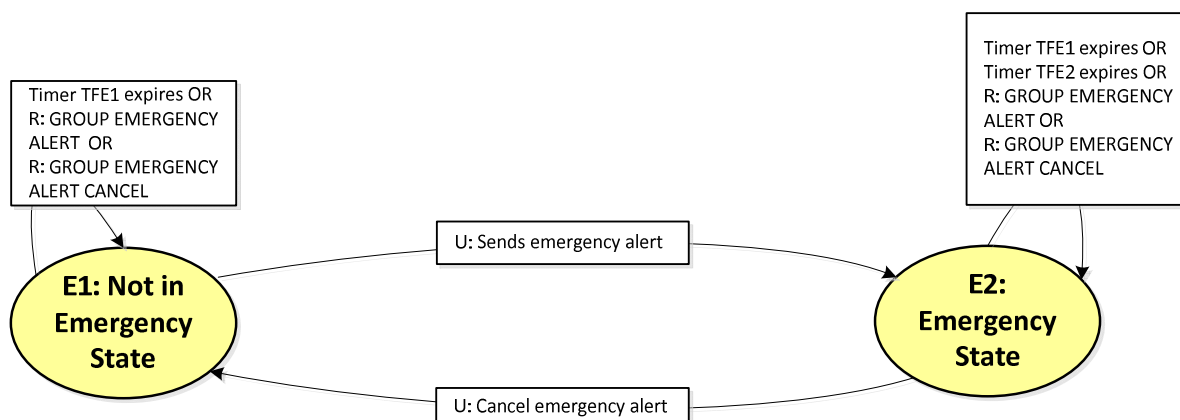 Timer TFE1 expires OR
R: GROUP EMERGENCY
ALERT OR
R: GROUP EMERGENCY
ALERT CANCEL
Timer TFE1 expires OR
Timer TFE2 expires OR
R: GROUP EMERGENCY
ALERT OR
R: GROUP EMERGENCY
ALERT CANCEL
U: Sends emergency alert
E1: Not in
Emergency
State
E2:
Emergency
State
U: Cancel emergency alert